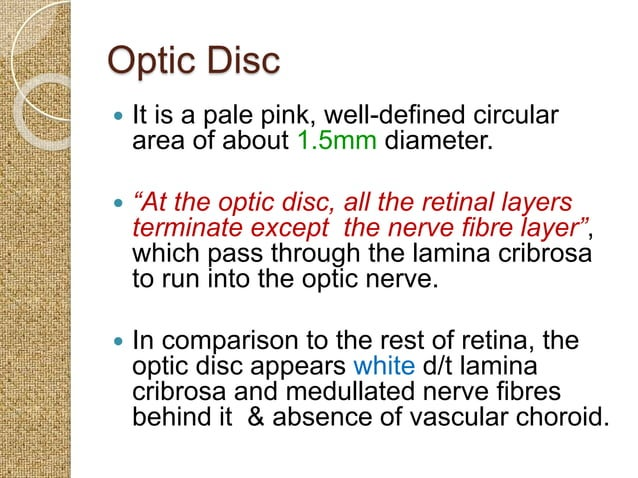 Optic Disc
• It is a pale pink, well-defined circular
area of about 1.5mm diameter.
• “At the optic disc, all the retinal layers
terminate except the nerve fibre layer”,
which pass through the lamina cribrosa
to run into the optic nerve.
• In comparison to the rest of retina, the
optic disc appears white d/t lamina
cribrosa and medullated nerve fibres
behind it & absence of vascular choroid.